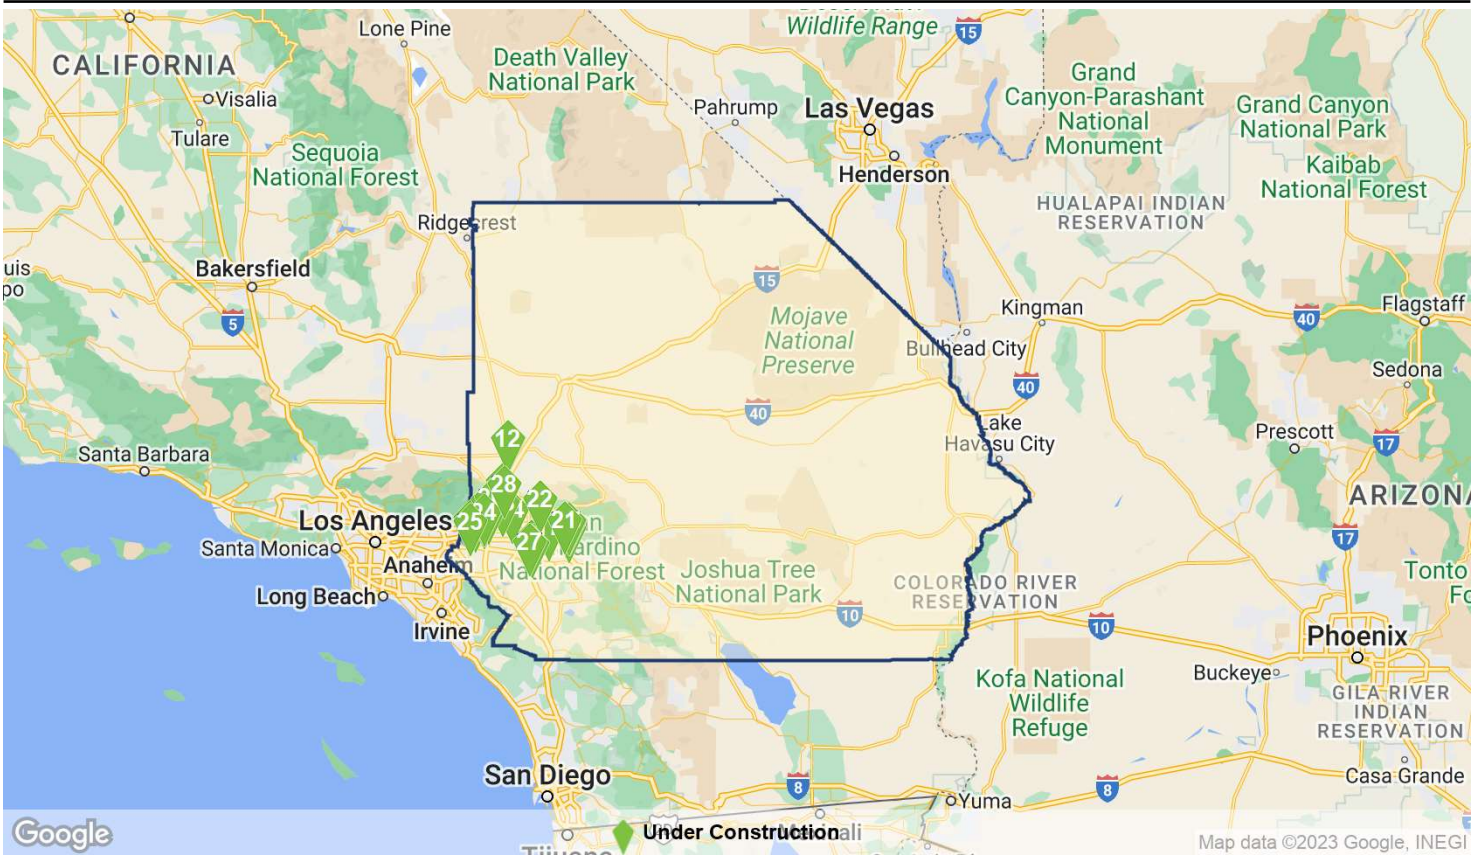 Lone Pine
Wildlife Range
15
CALIFORNIA
Death Valley
National Park
Grand
Canyon-Parashant
National
Monument
Visalia
Pahrump
Las Vegas
Grand Canyon
National Park
Tulare
Sequoia
National Forest
Henderson
Kaibab
National Forest
HUALAPAI INDIAN
RESERVATION
Ridgecrest
Bakersfield
uis
po
15
5
Mojave
National
Preserve
Kingman
40
Flagstaff
Bullhead City
Sedona
40
40
Lake
Havasu City
12
Prescott
17
Santa Barbara
28
22
ARIZONA
Los Angeles
25
24
21
27
17
Santa Monica
Anaheim
National Forest
Joshua Tree
National Park
COLORADO RIVER
RESERVATION
Tonto
Long Beach
10
10
Irvine
Phoenix
Buckeye
Kofa National
Wildlife
Refuge
GILA RIVER
INDIAN
RESERVATION
San Diego
8
8
Casa Grande
Yuma
Google
Under Construction
Map data ©2023 Google, INEGI